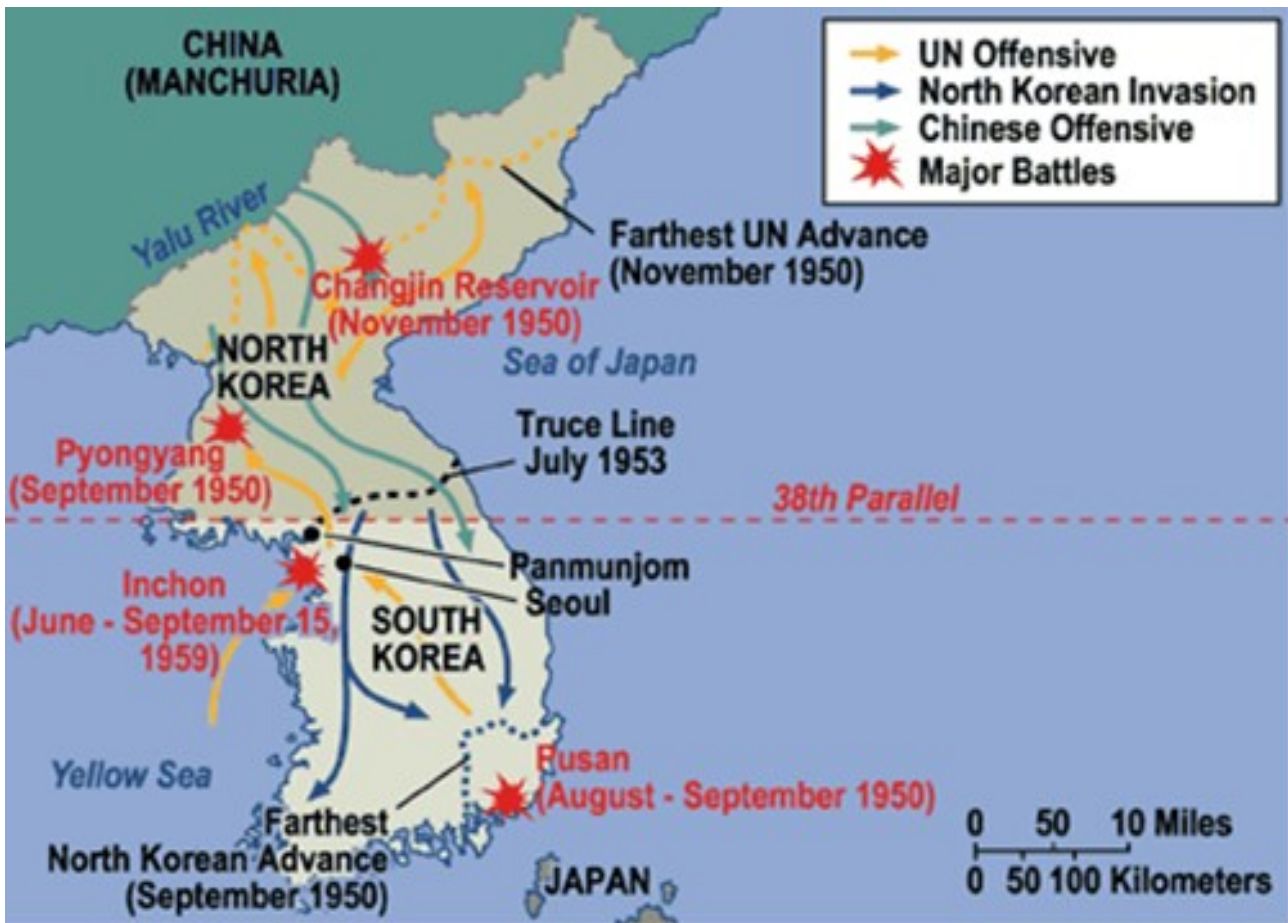 CHINA
(MANCHURIA)
UN Offensive
North Korean Invasion
Chinese Offensive
Major Battles
Yalu River
Farthest UN Advance
(November 1950)
Changjin Reservoir
(November 1950)
NORTH
KOREA
Sea of Japan
Truce Line
July 1953
Pyongyang
(September 1950)
38th Parallel
Panmunjom
Seoul
Inchon
(June - September 15,
1959)
SOUTH
KOREA
Yellow Sea
Pusan
(August - September 1950)
Farthest
North Korean Advance
(September 1950)
JAPAN
0 50 10 Miles
0 50 100 Kilometers